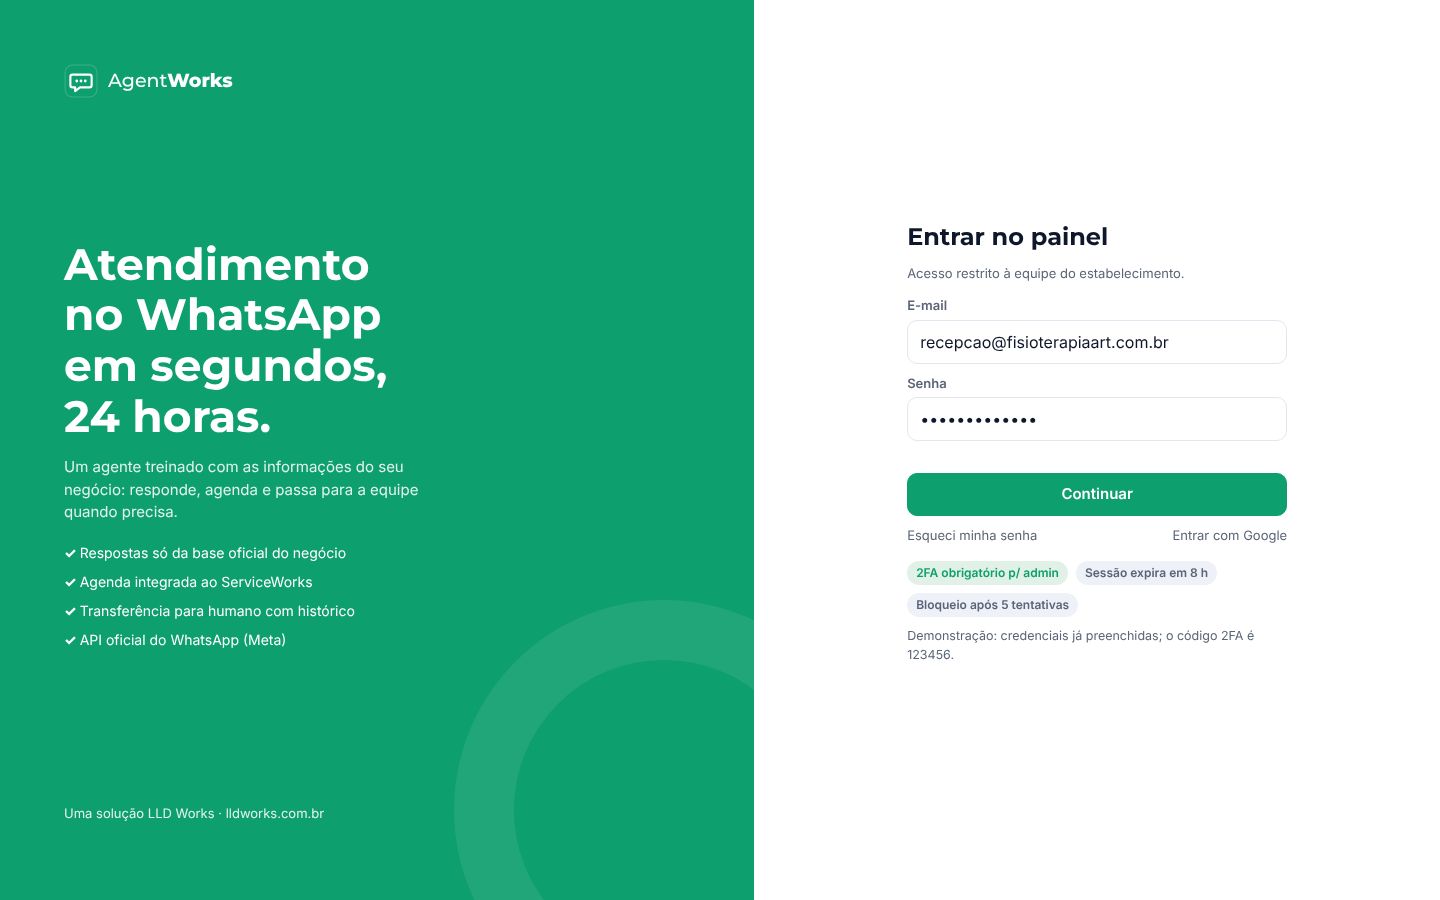 AgentWorks
Atendimento
no WhatsApp
em segundos,
24 horas.
Um agente treinado com as informações do seu
negócio: responde, agenda e passa para a equipe
quando precisa.
✔ Respostas só da base oficial do negócio
✔ Agenda integrada ao ServiceWorks
✔ Transferência para humano com histórico
✔ API oficial do WhatsApp (Meta)
Uma solução LLD Works · lldworks.com.br
Entrar no painel
Acesso restrito à equipe do estabelecimento.
E-mail
recepcao@fisioterapiaart.com.br
Senha
•••••••••••••
Continuar
Esqueci minha senha
Entrar com Google
2FA obrigatório p/ admin
Sessão expira em 8 h
Bloqueio após 5 tentativas
Demonstração: credenciais já preenchidas; o código 2FA é
123456.